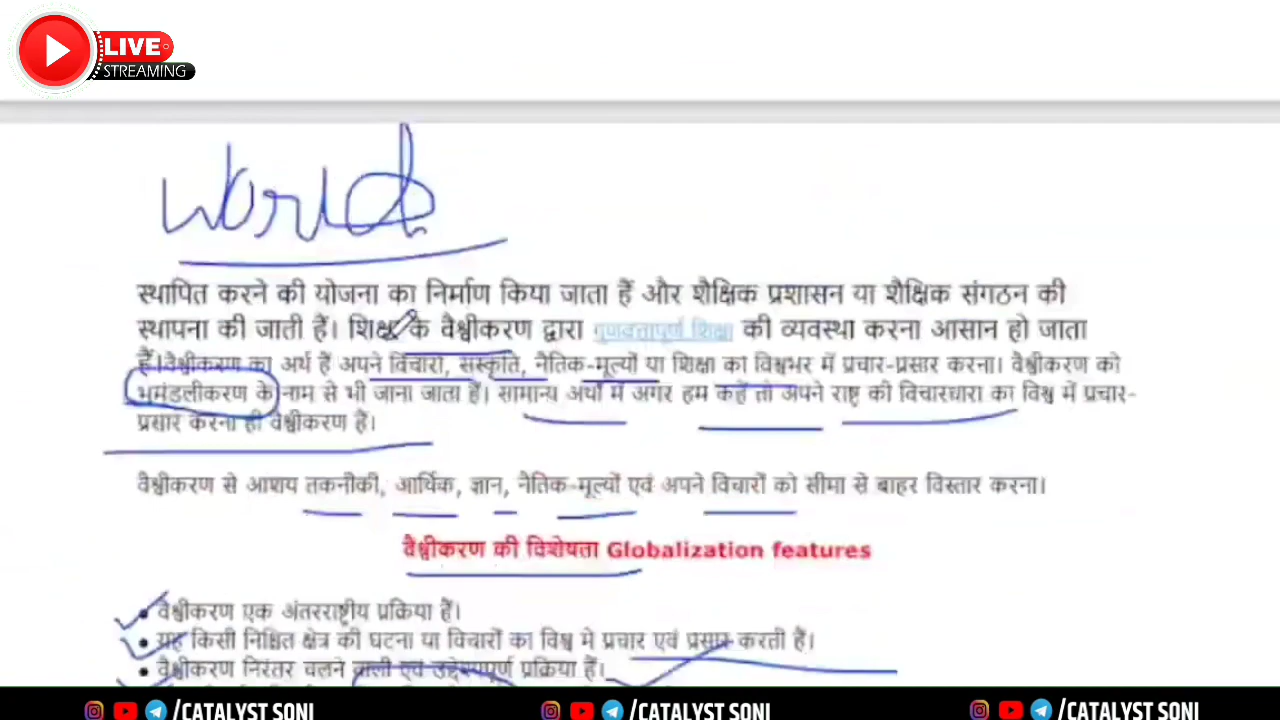 LIVE
STREAMING
World
स्थापित करने की योजना का निर्माण किया जाता हैं और शैक्षिक प्रशासन या शैक्षिक संगठन की
स्थापना की जाती हैं। शिक्षा के वैश्वीकरण द्वारा गुणवत्तापूर्ण शिक्षा की व्यवस्था करना आसान हो जाता
हैं।वैश्वीकरण का अर्थ हैं अपने विचारों, संस्कृति, नैतिक-मूल्यों या शिक्षा का विश्वभर में प्रचार-प्रसार करना। वैश्वीकरण को
भूमंडलीकरण के नाम से भी जाना जाता हैं। सामान्य अर्थों में अगर हम कहें तो अपने राष्ट्र की विचारधारा का विश्व में प्रचार-
प्रसार करना ही वैश्वीकरण हैं।
वैश्वीकरण से आशय तकनीकी, आर्थिक, ज्ञान, नैतिक-मूल्यों एवं अपने विचारों को सीमा से बाहर विस्तार करना।
वैश्वीकरण की विशेषता Globalization features
• वैश्वीकरण एक अंतरराष्ट्रीय प्रक्रिया हैं।
• यह किसी निश्चित क्षेत्र की घटना या विचारों का विश्व मे प्रचार एवं प्रसार करती हैं।
• वैश्वीकरण निरंतर चलने वाली एवं उद्देश्यपूर्ण प्रक्रिया हैं।
/CATALYST SONI /CATALYST SONI /CATALYST SONI